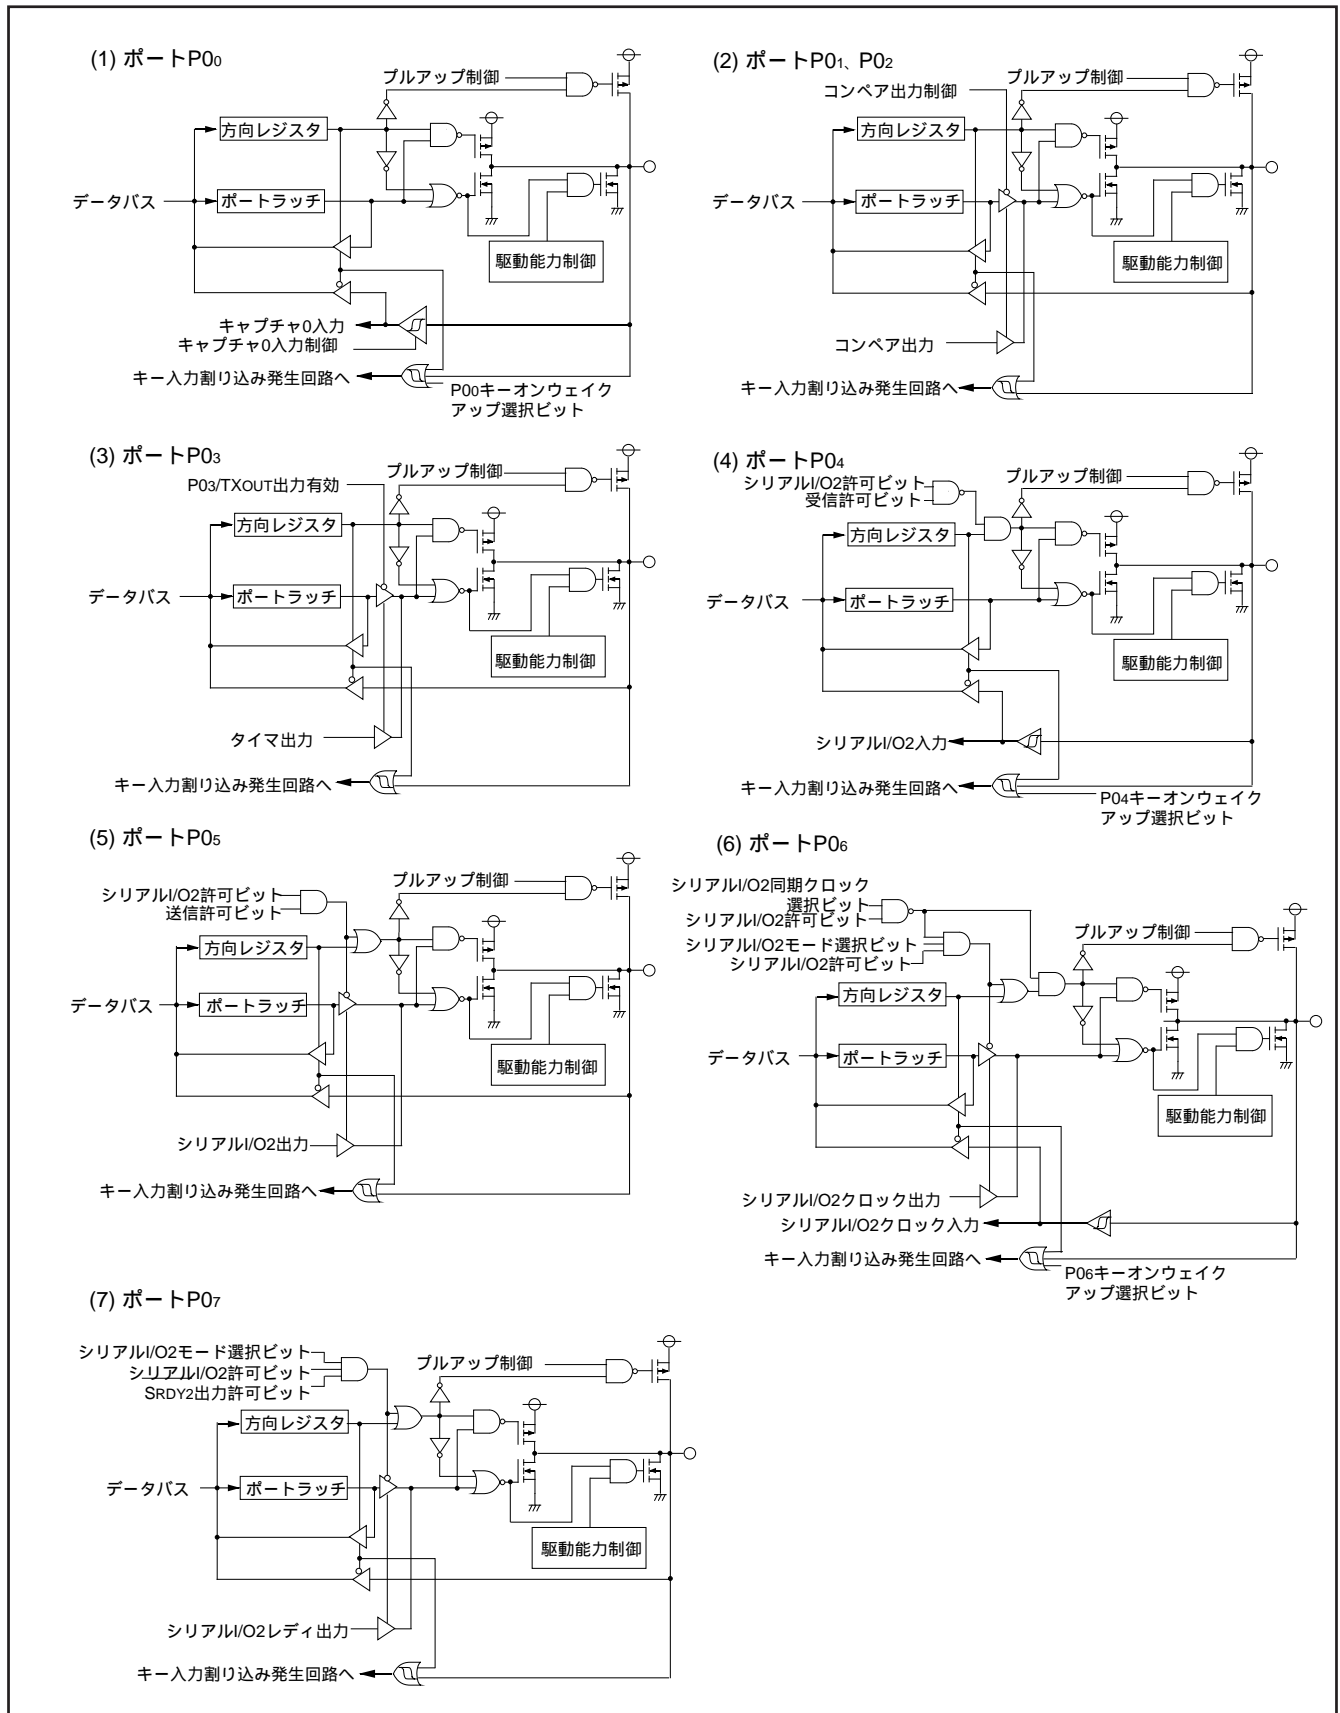 (1) ポートP00
プルアップ制御
方向レジスタ
データバス
ポートラッチ
駆動能力制御
キャプチャ0入力
キャプチャ0入力制御
キー入力割り込み発生回路へ
P00キーオンウェイク
アップ選択ビット
(2) ポートP01、P02
プルアップ制御
コンペア出力制御
方向レジスタ
データバス
ポートラッチ
駆動能力制御
コンペア出力
キー入力割り込み発生回路へ
(3) ポートP03
プルアップ制御
P03/TXOUT出力有効
方向レジスタ
データバス
ポートラッチ
駆動能力制御
タイマ出力
キー入力割り込み発生回路へ
(4) ポートP04
プルアップ制御
シリアルI/O2許可ビット
受信許可ビット
方向レジスタ
データバス
ポートラッチ
駆動能力制御
シリアルI/O2入力
キー入力割り込み発生回路へ
P04キーオンウェイク
アップ選択ビット
(5) ポートP05
プルアップ制御
シリアルI/O2許可ビット
送信許可ビット
方向レジスタ
データバス
ポートラッチ
駆動能力制御
シリアルI/O2出力
キー入力割り込み発生回路へ
(6) ポートP06
シリアルI/O2同期クロック
選択ビット
シリアルI/O2許可ビット
プルアップ制御
シリアルI/O2モード選択ビット
シリアルI/O2許可ビット
方向レジスタ
データバス
ポートラッチ
駆動能力制御
シリアルI/O2クロック出力
シリアルI/O2クロック入力
キー入力割り込み発生回路へ
P06キーオンウェイク
アップ選択ビット
(7) ポートP07
シリアルI/O2モード選択ビット
プルアップ制御
シリアルI/O2許可ビット
SRDY2出力許可ビット
方向レジスタ
データバス
ポートラッチ
駆動能力制御
シリアルI/O2レディ出力
キー入力割り込み発生回路へ